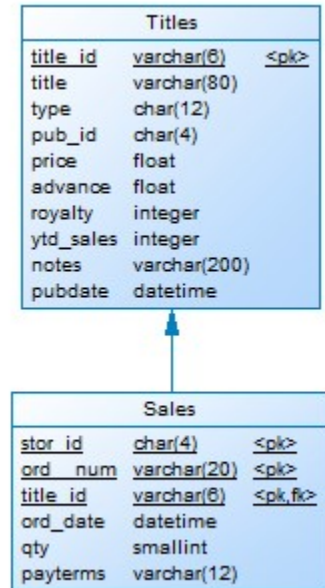 Titles
title_id varchar(6) <pk>
title varchar(80)
type char(12)
pub_id char(4)
price float
advance float
royalty integer
ytd_sales integer
notes varchar(200)
pubdate datetime
Sales
stor_id char(4) <pk>
ord_num varchar(20) <pk>
title_id varchar(6) <pk,fk>
ord_date datetime
qty smallint
payterms varchar(12)